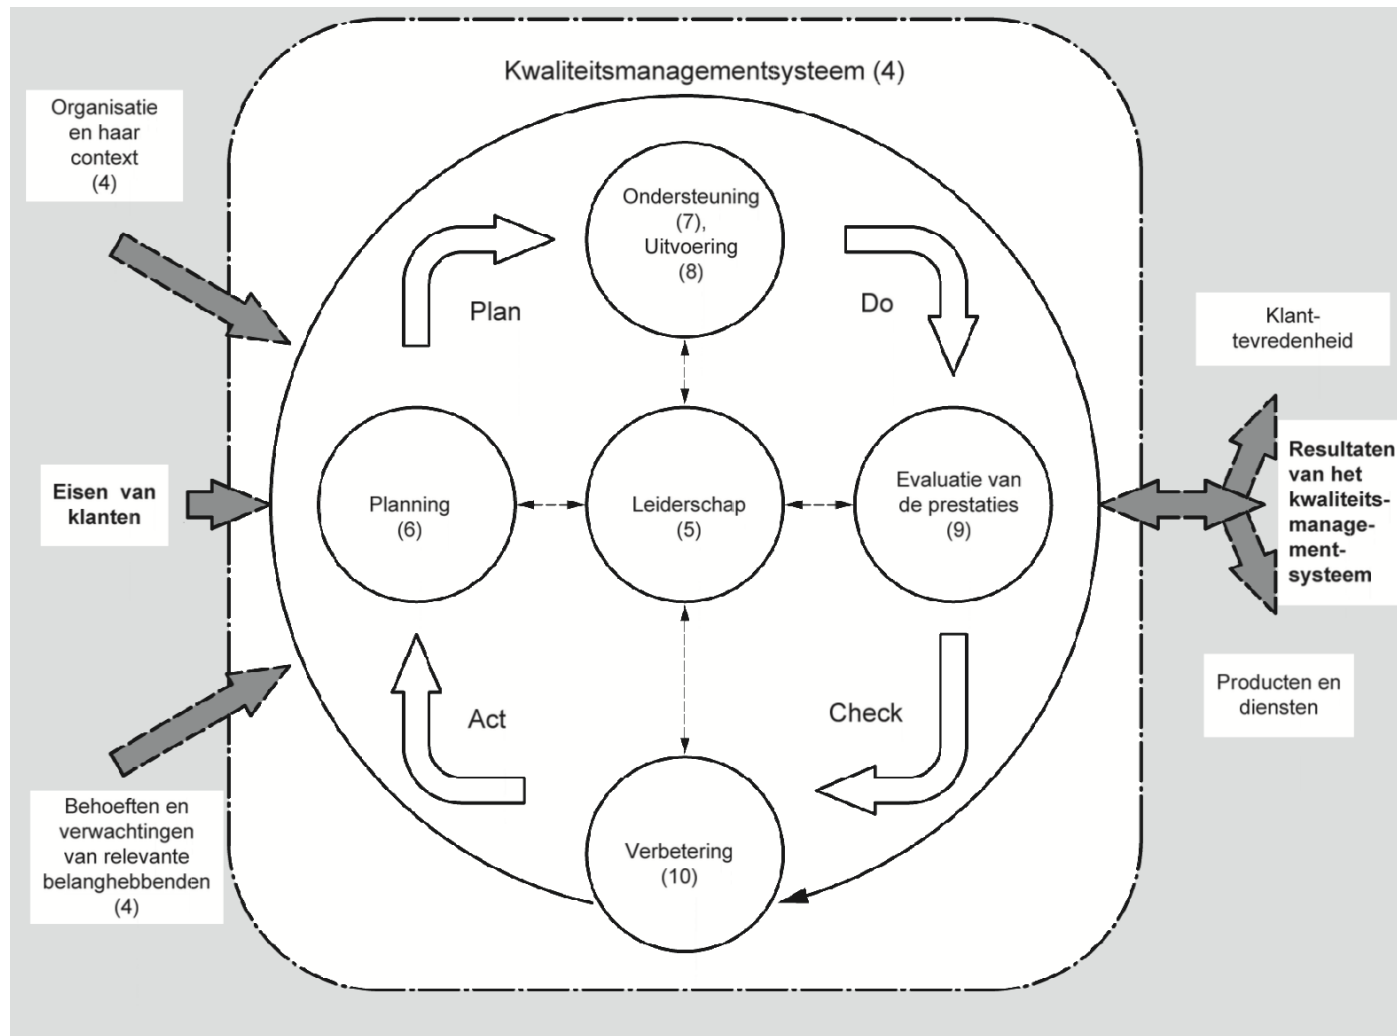 Kwaliteitsmanagementsysteem (4)
Organisatie
en haar
context
(4)
Ondersteuning
(7),
Uitvoering
(8)
Plan
Do
Klant-
tevredenheid
Eisen van
klanten
Planning
(6)
Leiderschap
(5)
Evaluatie van
de prestaties
(9)
Resultaten
van het
kwaliteits-
manage-
ment-
systeem
Act
Check
Producten en
diensten
Behoeften en
verwachtingen
van relevante
belanghebbenden
(4)
Verbetering
(10)